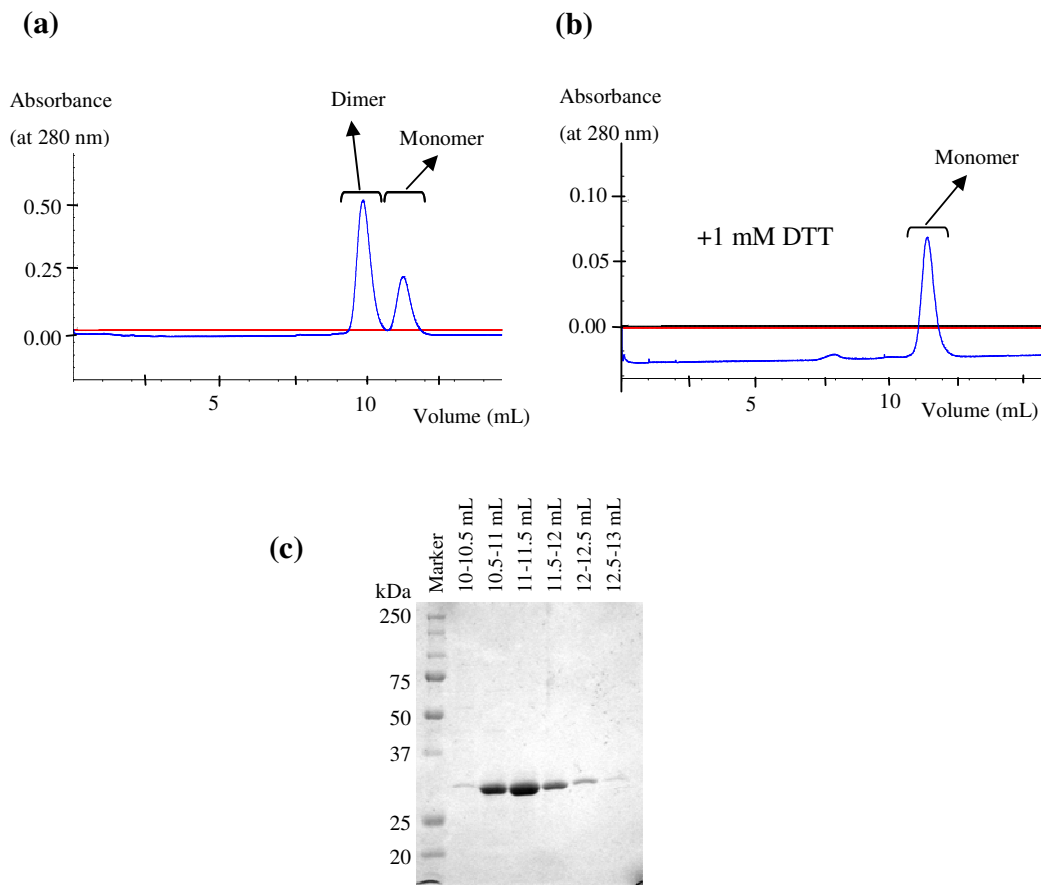 (a)
Absorbance
(at 280 nm)
Dimer
Monomer
0.50
0.25
0.00
5
10
Volume (mL)
(b)
Absorbance
(at 280 nm)
Monomer
+1 mM DTT
0.10
0.05
0.00
5
10
Volume (mL)
(c)
kDa
Marker
10-10.5 mL
10.5-11 mL
11-11.5 mL
11.5-12 mL
12-12.5 mL
12.5-13 mL
250
75
50
37
25
20